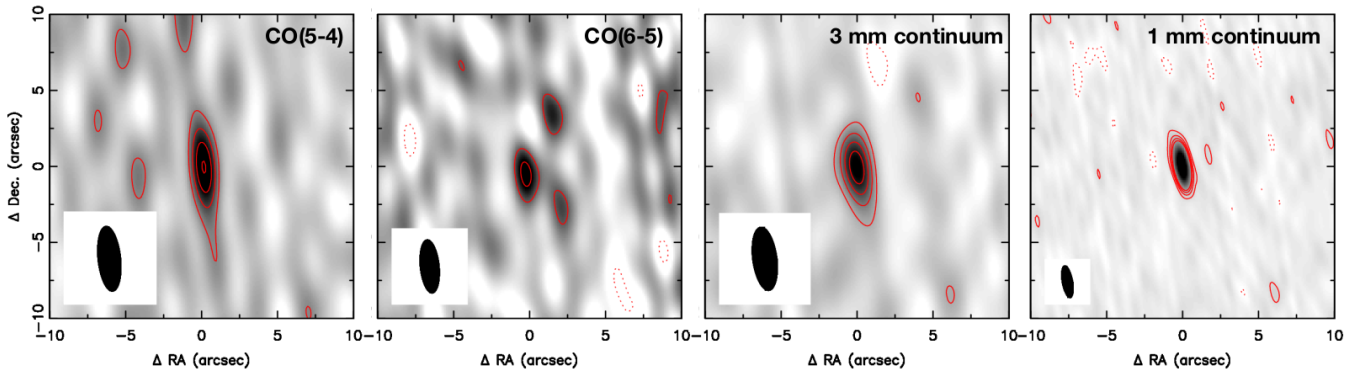 CO(5-4)
CO(6-5)
3 mm continuum
1 mm continuum
10
5
0
−5
−10
Δ Dec. (arcsec)
−10 −5 0 5 10
−10 −5 0 5 10
−10 −5 0 5 10
−10 −5 0 5 10
Δ RA (arcsec)
Δ RA (arcsec)
Δ RA (arcsec)
Δ RA (arcsec)